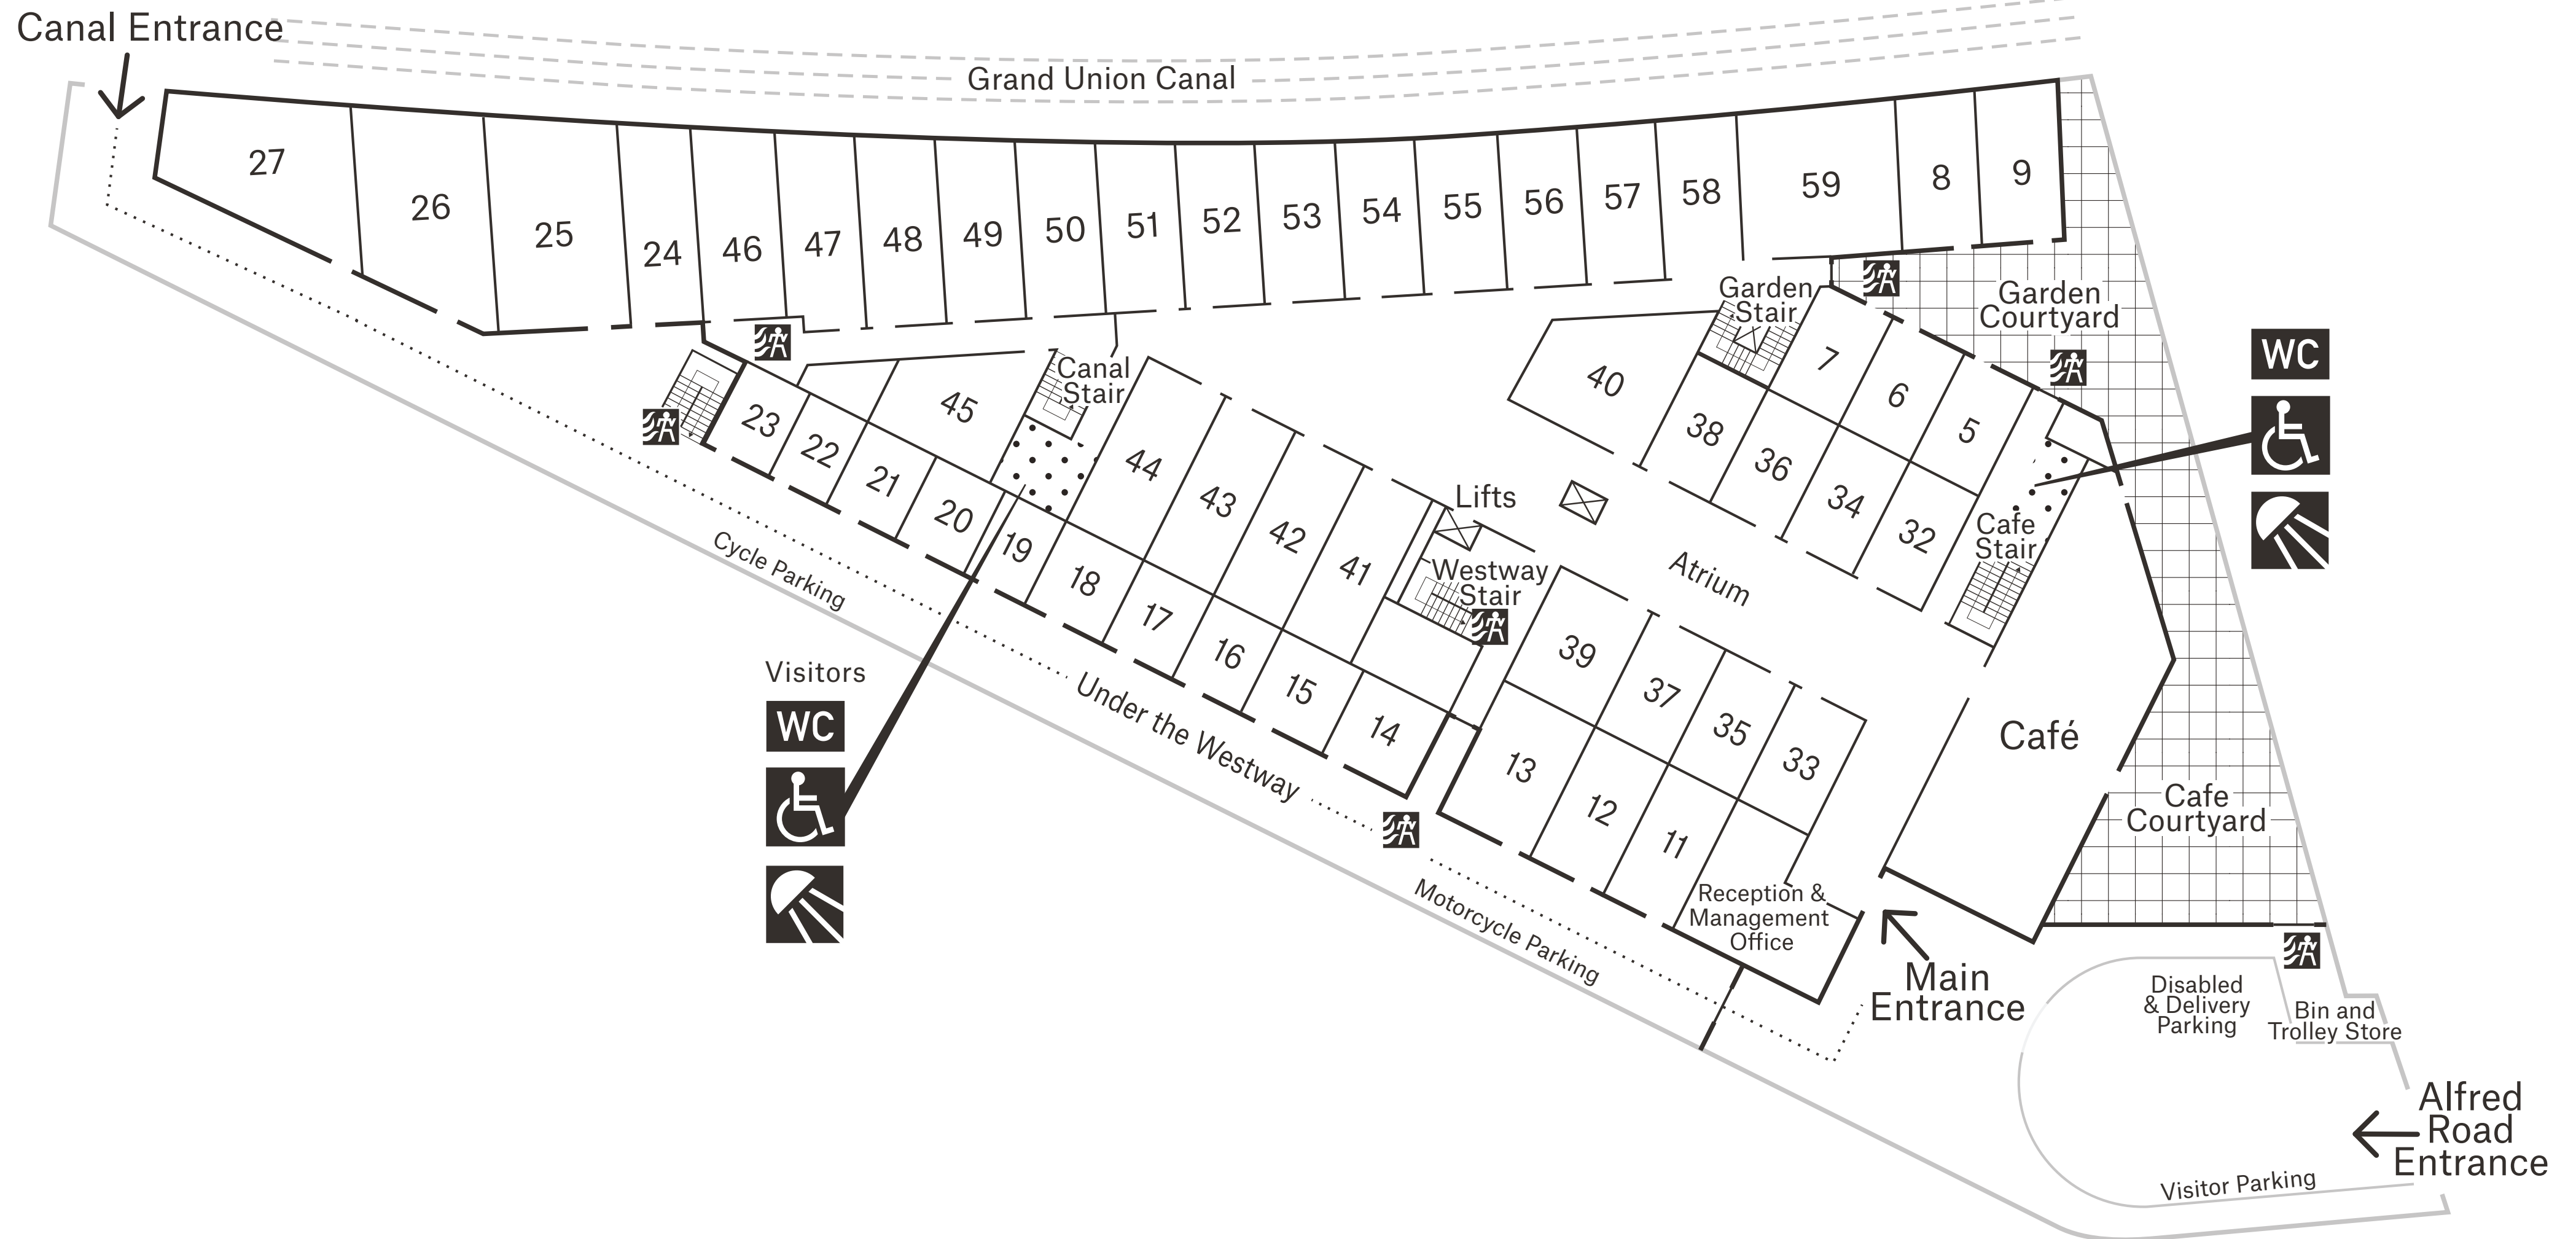 Canal Entrance
Grand Union Canal
27
26
25
24
46
47
48
49
50
51
52
53
54
55
56
57
58
59
8
9
Garden
Stair
Garden
Courtyard
WC
Canal
Stair
40
7
6
5
45
23
22
21
20
19
44
43
42
41
38
36
34
32
Lifts
Westway
Stair
Atrium
Cafe
Stair
Cycle Parking
18
17
16
15
14
39
37
35
33
13
12
11
Café
Cafe
Courtyard
Visitors
WC
Under the Westway
Motorcycle Parking
Reception &
Management
Office
Main
Entrance
Disabled
& Delivery
Parking
Bin and
Trolley Store
Alfred
Road
Entrance
Visitor Parking